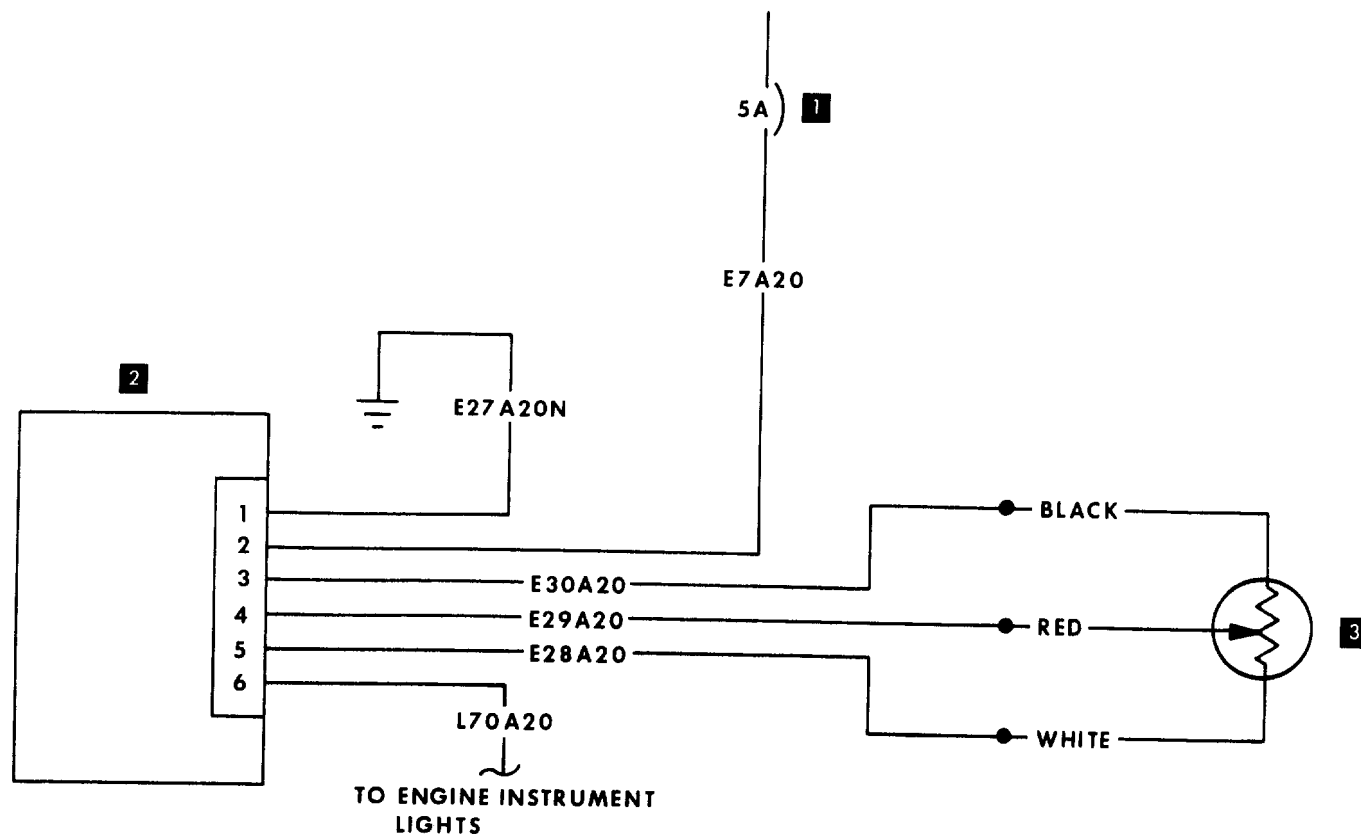 5A
1
E7A20
2
E27A20N
1
2
3
4
5
6
E30A20
E29A20
E28A20
L70A20
BLACK
RED
WHITE
3
TO ENGINE INSTRUMENT
LIGHTS